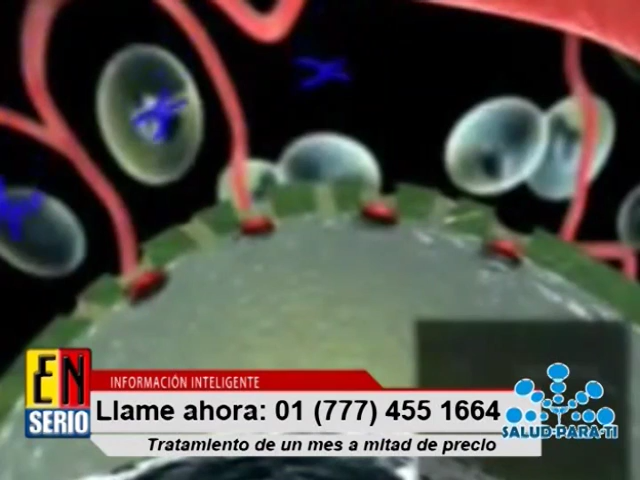 EN
SERIO
INFORMACIÓN INTELIGENTE
Llame ahora: 01 (777) 455 1664
Tratamiento de un mes a mitad de precio
SALUD-PARA-TI